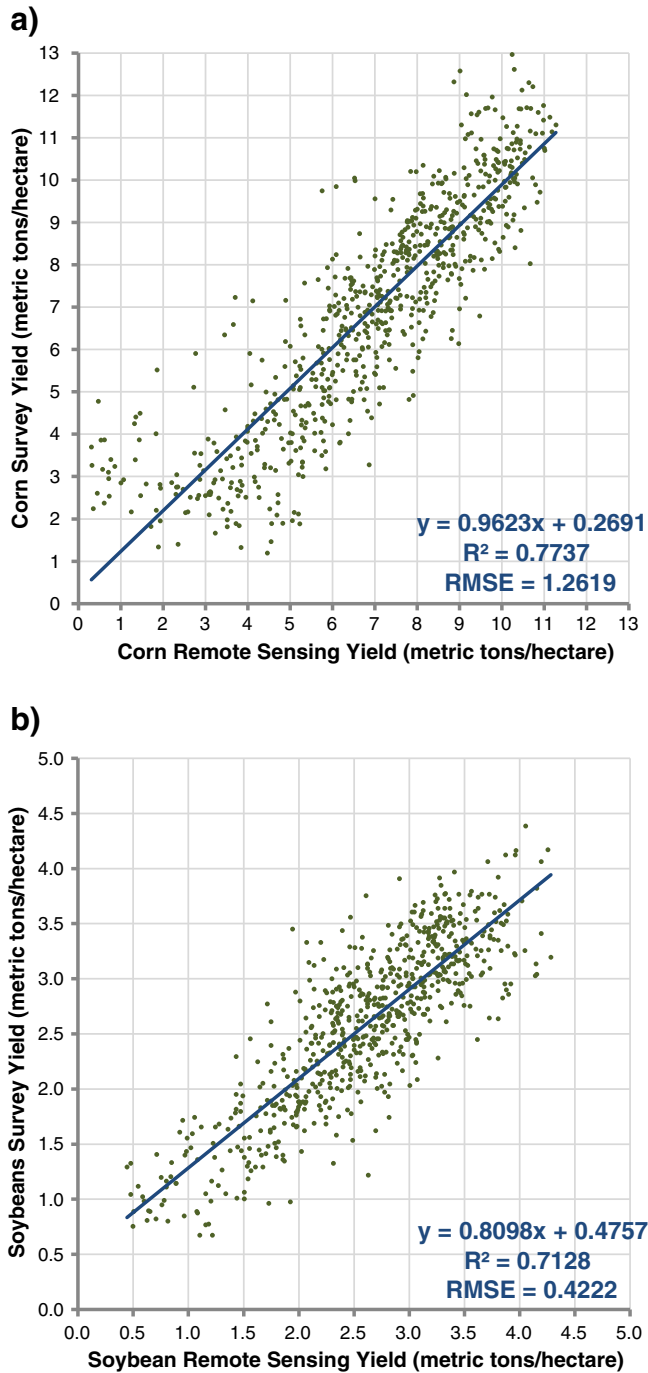 a)
13
12
11
10
9
8
7
6
5
4
3
2
1
0
Corn Survey Yield (metric tons/hectare)
y = 0.9623x + 0.2691
R² = 0.7737
RMSE = 1.2619
0 1 2 3 4 5 6 7 8 9 10 11 12 13
Corn Remote Sensing Yield (metric tons/hectare)
b)
5.0
4.5
4.0
3.5
3.0
2.5
2.0
1.5
1.0
0.5
0.0
Soybeans Survey Yield (metric tons/hectare)
y = 0.8098x + 0.4757
R² = 0.7128
RMSE = 0.4222
0.0 0.5 1.0 1.5 2.0 2.5 3.0 3.5 4.0 4.5 5.0
Soybean Remote Sensing Yield (metric tons/hectare)